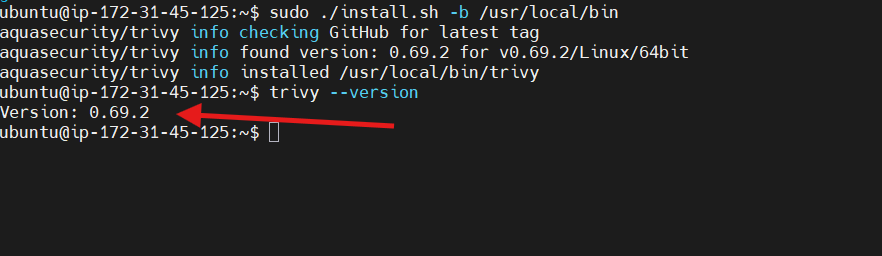 ubuntu@ip-172-31-45-125:~$ sudo ./install.sh -b /usr/local/bin
aquasecurity/trivy info checking GitHub for latest tag
aquasecurity/trivy info found version: 0.69.2 for v0.69.2/Linux/64bit
aquasecurity/trivy info installed /usr/local/bin/trivy
ubuntu@ip-172-31-45-125:~$ trivy --version
Version: 0.69.2
ubuntu@ip-172-31-45-125:~$